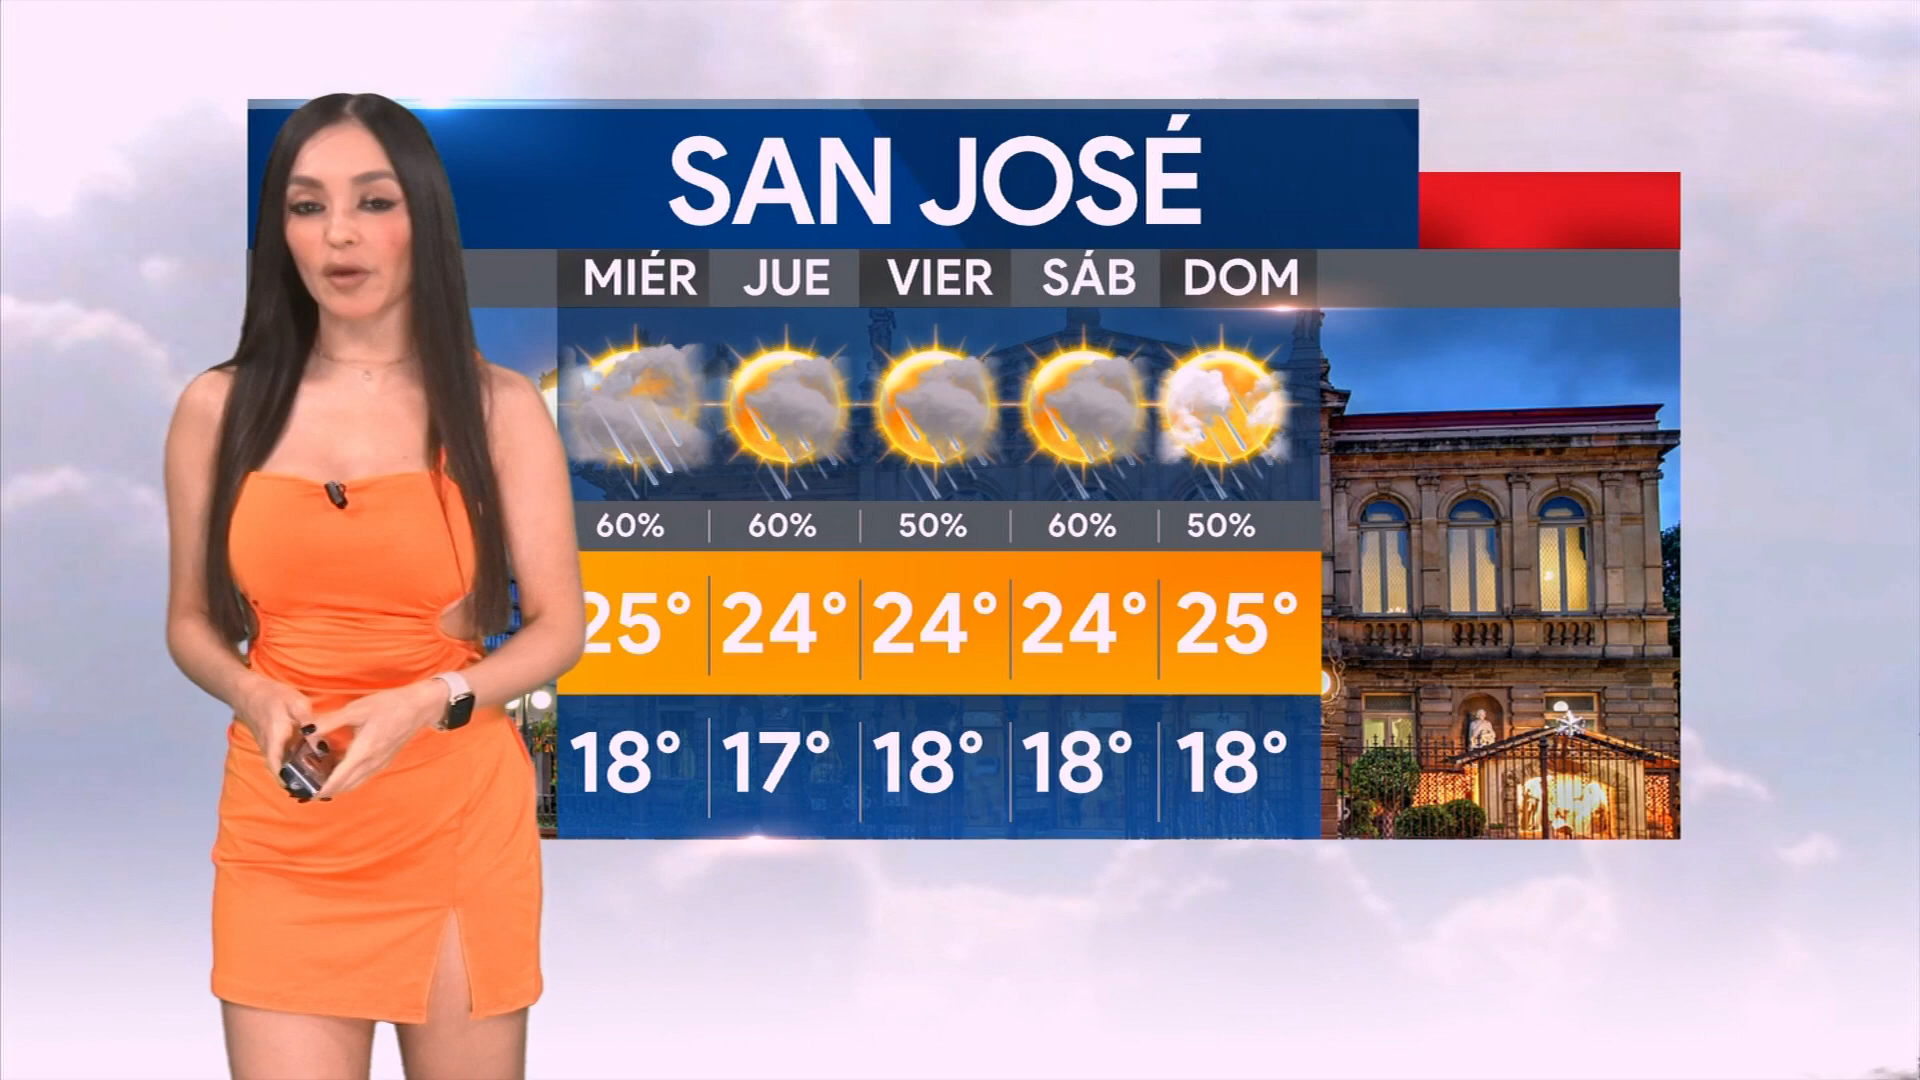 SAN JOSÉ
MIÉR JUE VIER SÁB DOM
60% 60% 50% 60% 50%
25° 24° 24° 24° 25°
18° 17° 18° 18° 18°